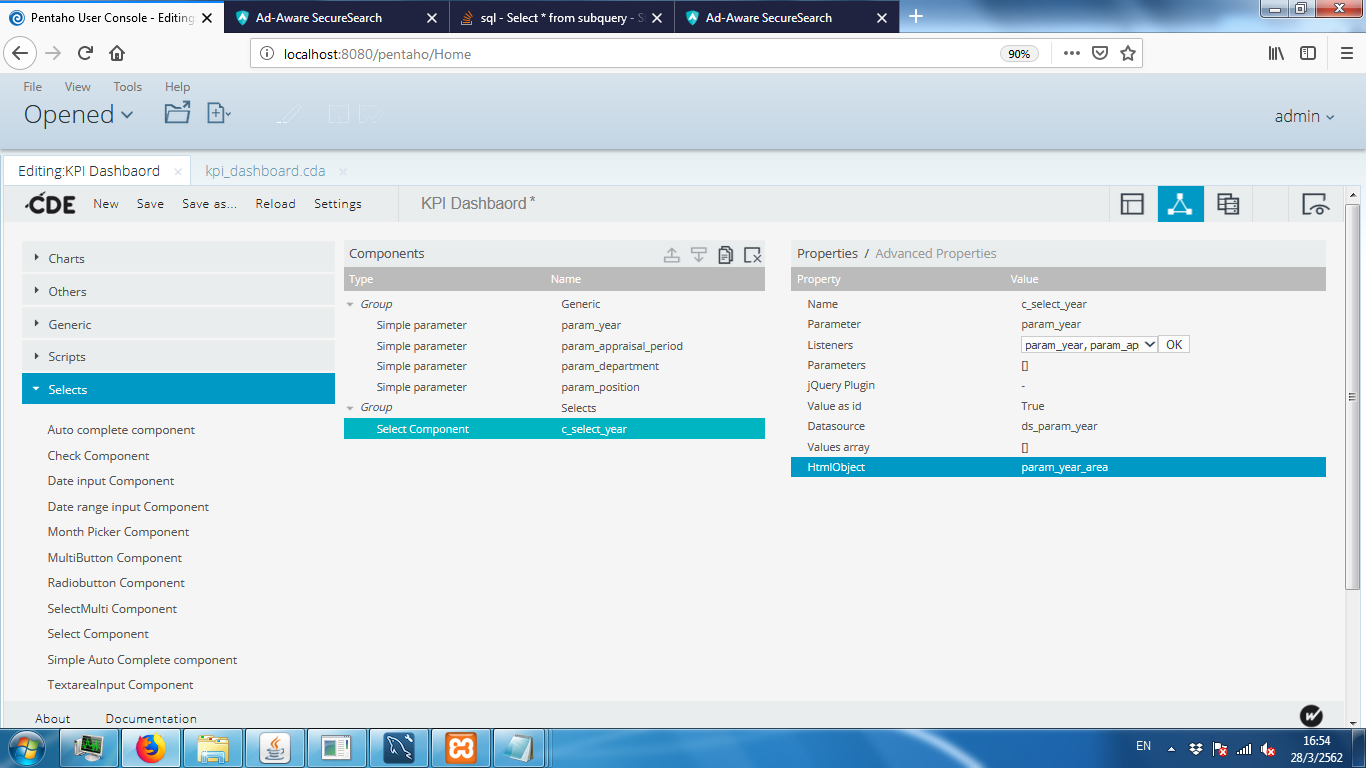 Pentaho User Console - Editing
Ad-Aware SecureSearch
sql - Select * from subquery - S
Ad-Aware SecureSearch
localhost:8080/pentaho/Home
90%
File View Tools Help
Opened
admin
Editing:KPI Dashbaord
kpi_dashboard.cda
CDE New Save Save as... Reload Settings
KPI Dashbaord *
Charts
Others
Generic
Scripts
Selects
Auto complete component
Check Component
Date input Component
Date range input Component
Month Picker Component
MultiButton Component
Radiobutton Component
SelectMulti Component
Select Component
Simple Auto Complete component
TextareaInput Component
Components
Type Name
Group Generic
Simple parameter param_year
Simple parameter param_appraisal_period
Simple parameter param_department
Simple parameter param_position
Group Selects
Select Component c_select_year
Properties / Advanced Properties
Property Value
Name c_select_year
Parameter param_year
Listeners param_year, param_ap OK
Parameters []
jQuery Plugin -
Value as id True
Datasource ds_param_year
Values array []
HtmlObject param_year_area
About Documentation
EN
16:54
28/3/2562